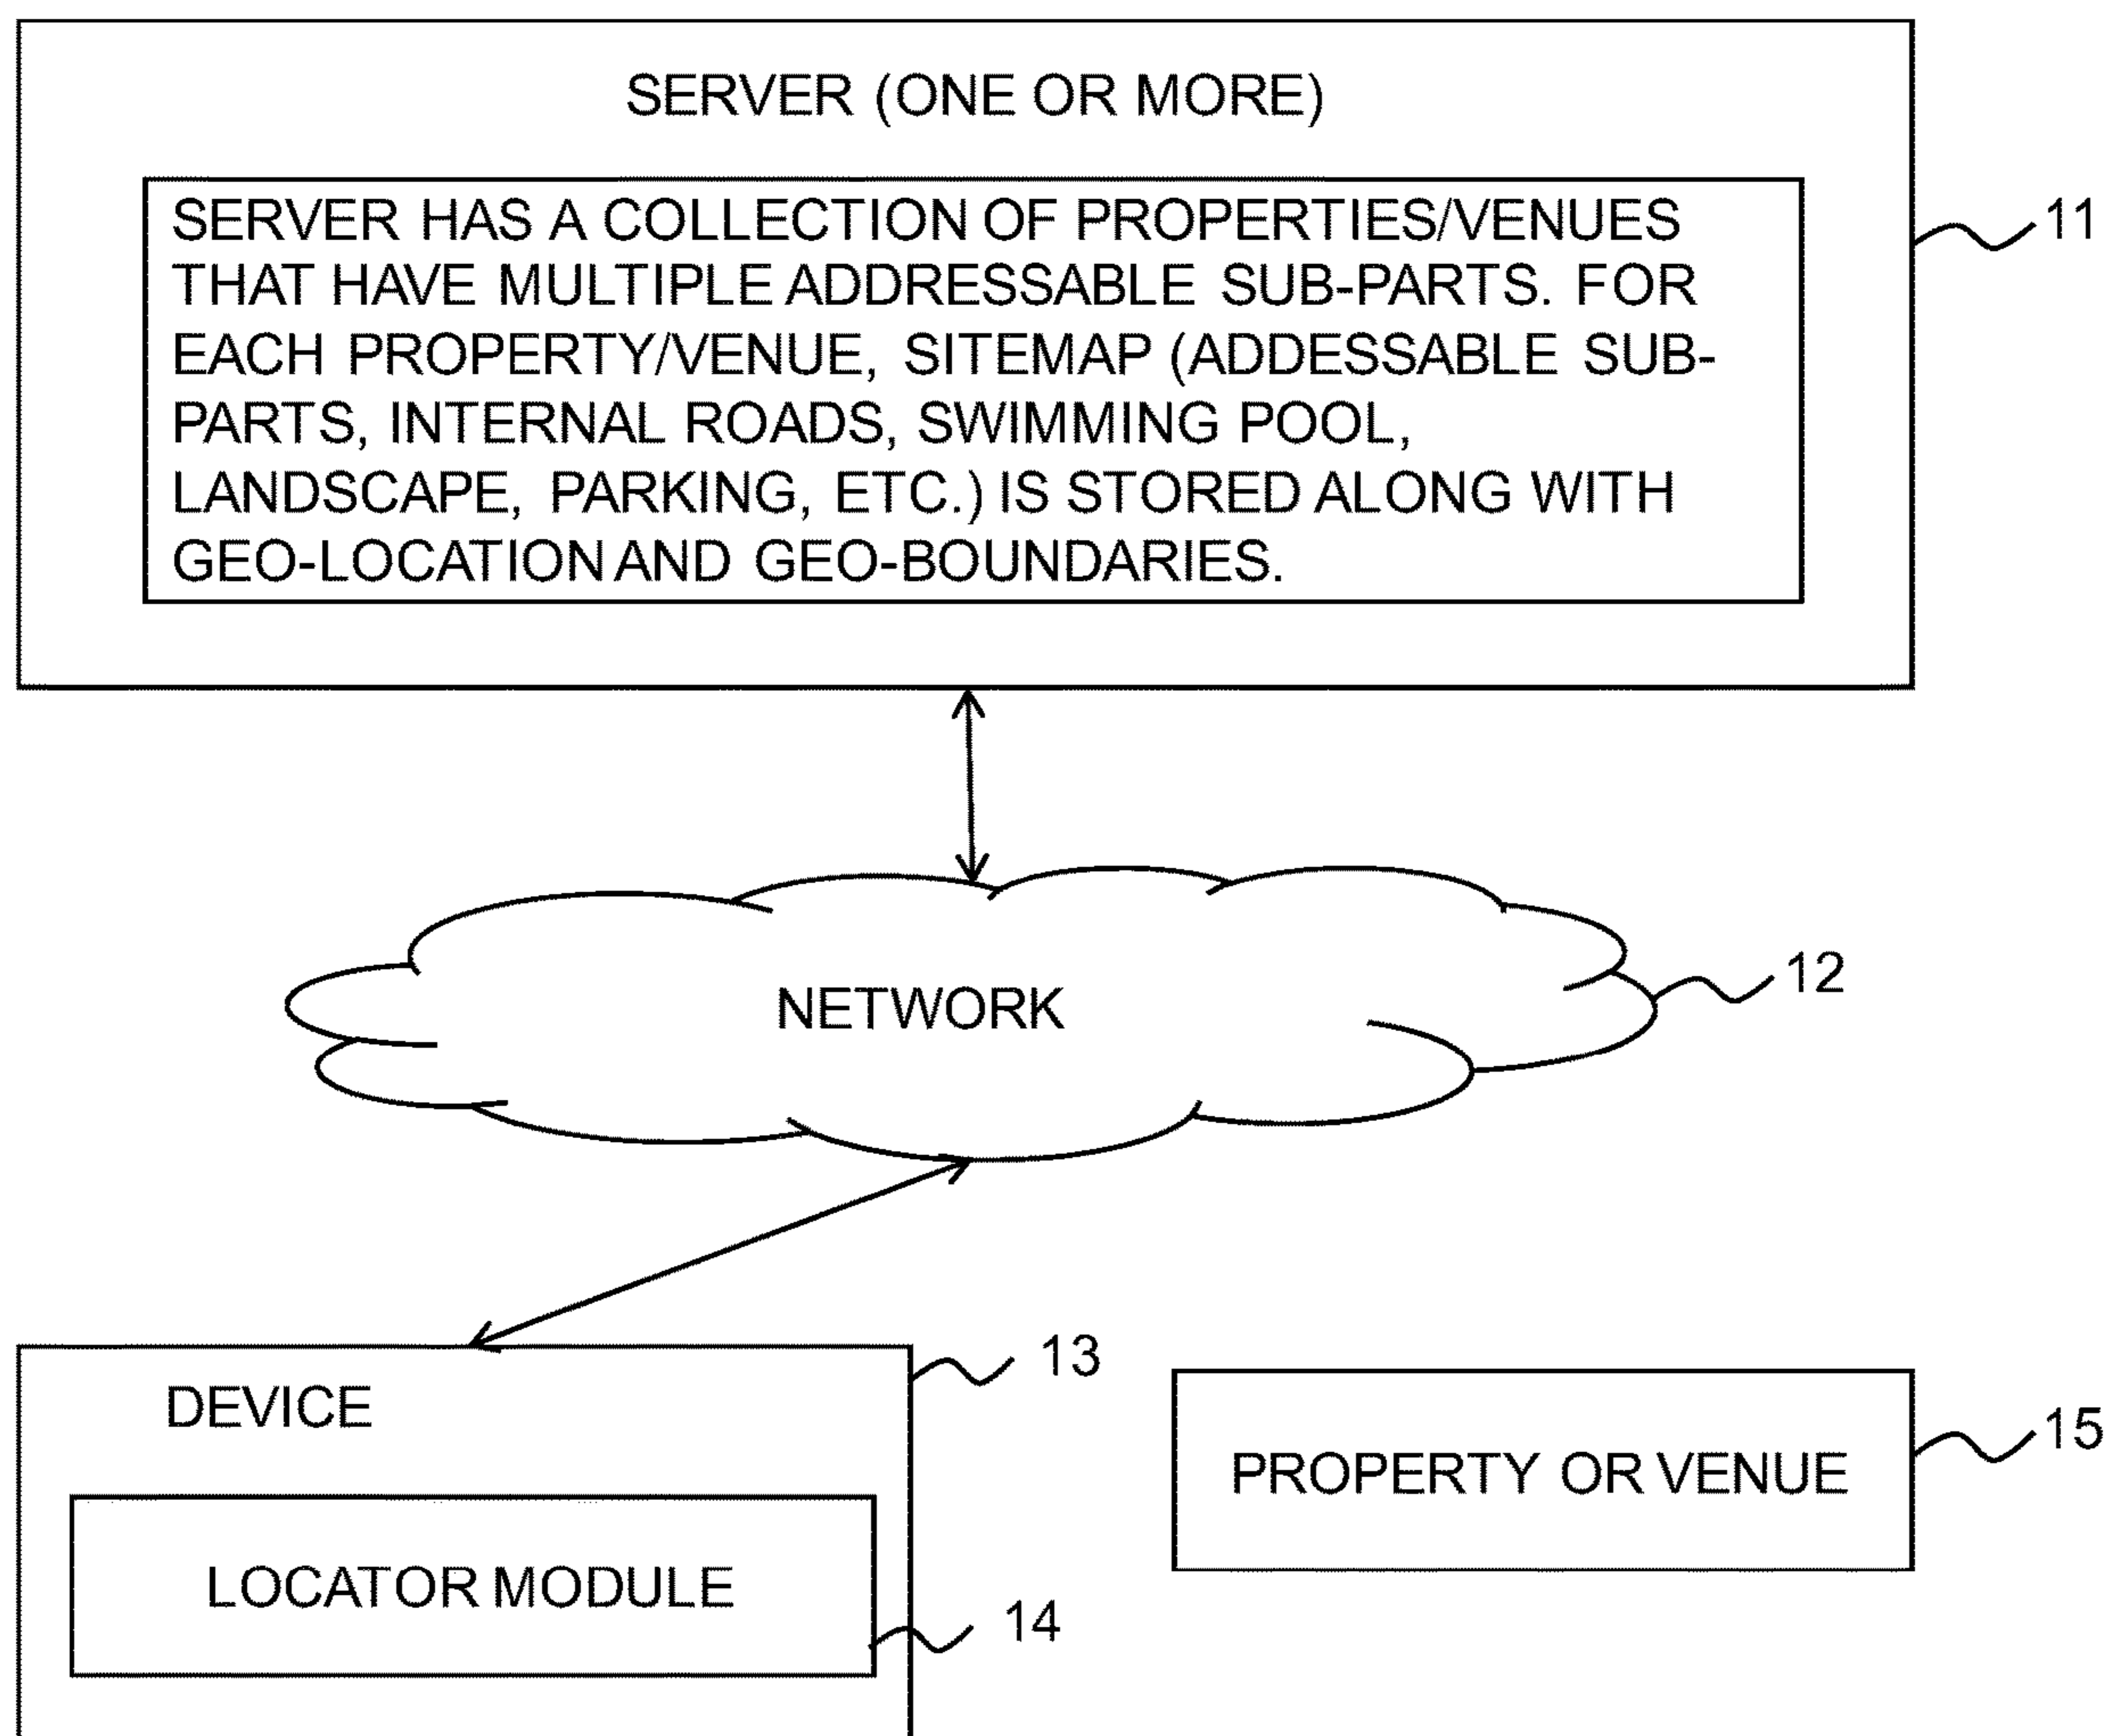 SERVER (ONE OR MORE)
SERVER HAS A COLLECTION OF PROPERTIES/VENUES
THAT HAVE MULTIPLE ADDRESSABLE SUB-PARTS. FOR
EACH PROPERTY/VENUE, SITEMAP (ADDESSABLE SUB-
PARTS, INTERNAL ROADS, SWIMMING POOL,
LANDSCAPE, PARKING, ETC.) IS STORED ALONG WITH
GEO-LOCATION AND GEO-BOUNDARIES.
11
NETWORK
12
DEVICE
13
LOCATOR MODULE
14
PROPERTY OR VENUE
15